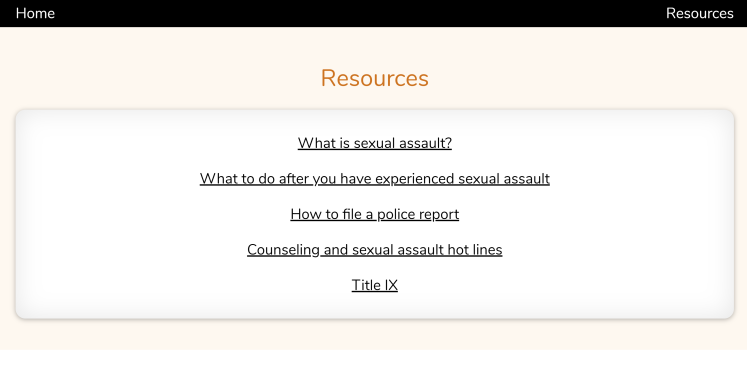 Home
Resources
Resources
What is sexual assault?
What to do after you have experienced sexual assault
How to file a police report
Counseling and sexual assault hot lines
Title IX